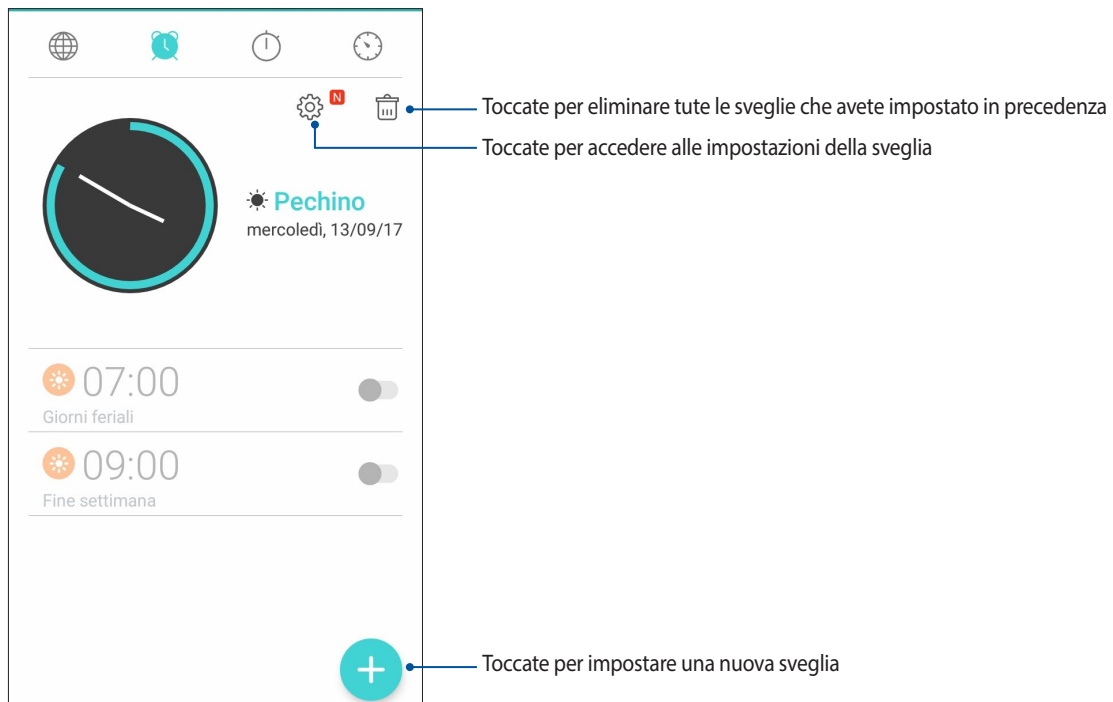 N
Toccate per eliminare tute le sveglie che avete impostato in precedenza
Toccate per accedere alle impostazioni della sveglia
Pechino
mercoledì, 13/09/17
07:00
Giorni feriali
09:00
Fine settimana
Toccate per impostare una nuova sveglia